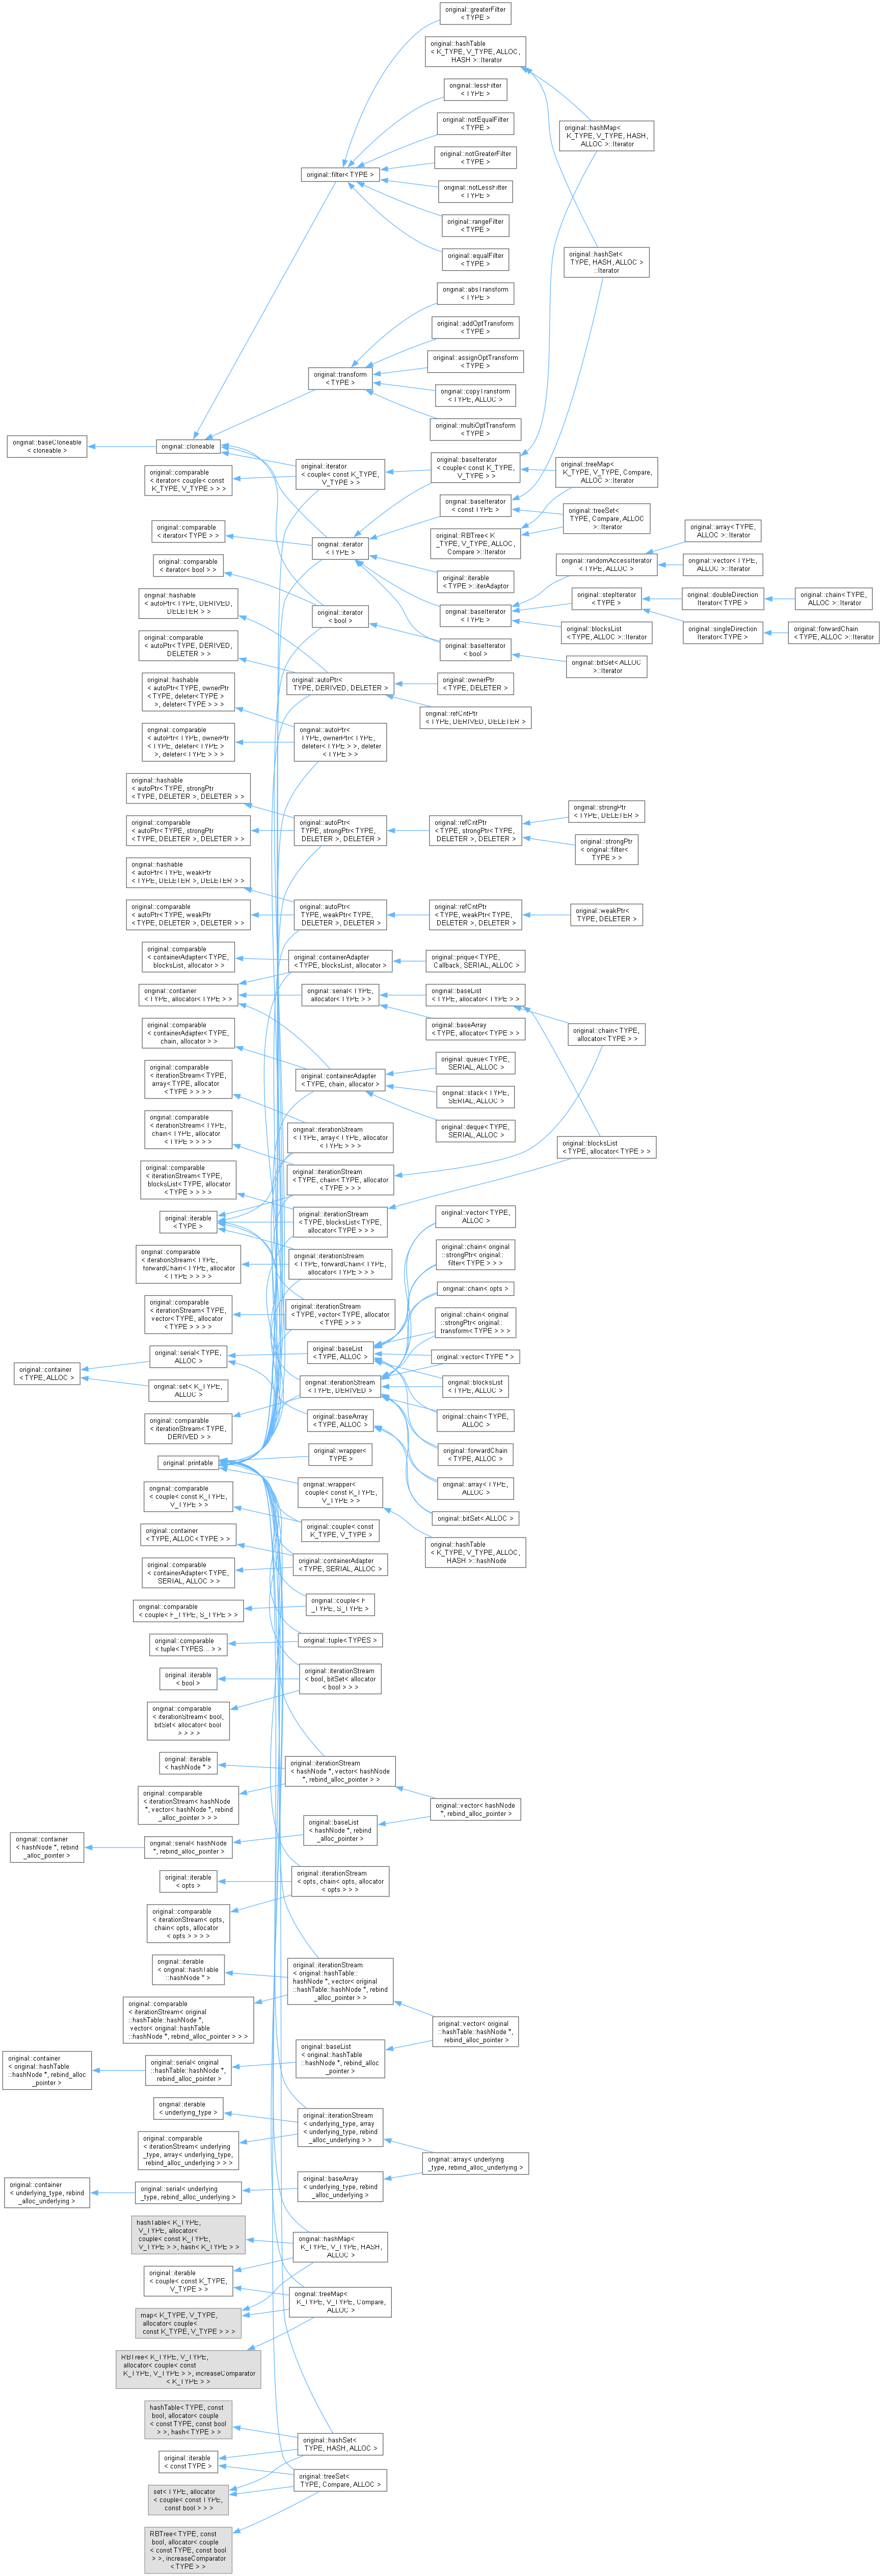 original::greaterFilter
< TYPE >
original::hashTable
< K_TYPE, V_TYPE, ALLOC,
HASH >::Iterator
original::lessFilter
< TYPE >
original::notEqualFilter
< TYPE >
original::hashMap<
K_TYPE, V_TYPE, HASH,
ALLOC >::Iterator
original::notGreaterFilter
< TYPE >
original::filter< TYPE >
original::notLessFilter
< TYPE >
original::rangeFilter
< TYPE >
original::equalFilter
< TYPE >
original::hashSet<
TYPE, HASH, ALLOC >
::Iterator
original::absTransform
< TYPE >
original::addOptTransform
< TYPE >
original::assignOptTransform
< TYPE >
original::transform
< TYPE >
original::copyTransform
< TYPE, ALLOC >
original::multiOptTransform
< TYPE >
original::baseCloneable
< cloneable >
original::cloneable
original::comparable
< iterator< couple< const
K_TYPE, V_TYPE > > >
original::iterator
< couple< const K_TYPE,
V_TYPE > >
original::baseIterator
< couple< const K_TYPE,
V_TYPE > >
original::treeMap<
K_TYPE, V_TYPE, Compare,
ALLOC >::Iterator
original::baseIterator
< const TYPE >
original::treeSet<
TYPE, Compare, ALLOC
>::Iterator
original::comparable
< iterator< TYPE > >
original::iterator
< TYPE >
original::RBTree< K
_TYPE, V_TYPE, ALLOC,
Compare >::Iterator
original::array< TYPE,
ALLOC >::Iterator
original::comparable
< iterator< bool > >
original::iterable
< TYPE >::iterAdaptor
original::randomAccessIterator
< TYPE, ALLOC >
original::vector< TYPE,
ALLOC >::Iterator
original::hashable
< autoPtr< TYPE, DERIVED,
DELETER > >
original::iterator
< bool >
original::baseIterator
< TYPE >
original::stepIterator
< TYPE >
original::doubleDirection
Iterator< TYPE >
original::chain< TYPE,
ALLOC >::Iterator
original::blocksList
< TYPE, ALLOC >::Iterator
original::singleDirection
Iterator< TYPE >
original::forwardChain
< TYPE, ALLOC >::Iterator
original::comparable
< autoPtr< TYPE, DERIVED,
DELETER > >
original::baseIterator
< bool >
original::bitSet< ALLOC
>::Iterator
original::hashable
< autoPtr< TYPE, ownerPtr
< TYPE, deleter< TYPE >
>, deleter< TYPE > > >
original::autoPtr<
TYPE, DERIVED, DELETER >
original::ownerPtr
< TYPE, DELETER >
original::refCntPtr
< TYPE, DERIVED, DELETER >
original::comparable
< autoPtr< TYPE, ownerPtr
< TYPE, deleter< TYPE >
>, deleter< TYPE > > >
original::autoPtr<
TYPE, ownerPtr< TYPE,
deleter< TYPE > >, deleter
< TYPE > >
original::hashable
< autoPtr< TYPE, strongPtr
< TYPE, DELETER >, DELETER > >
original::comparable
< autoPtr< TYPE, strongPtr
< TYPE, DELETER >, DELETER > >
original::autoPtr<
TYPE, strongPtr< TYPE,
DELETER >, DELETER >
original::refCntPtr
< TYPE, strongPtr< TYPE,
DELETER >, DELETER >
original::strongPtr
< TYPE, DELETER >
original::strongPtr
< original::filter<
TYPE > >
original::hashable
< autoPtr< TYPE, weakPtr
< TYPE, DELETER >, DELETER > >
original::comparable
< autoPtr< TYPE, weakPtr
< TYPE, DELETER >, DELETER > >
original::autoPtr<
TYPE, weakPtr< TYPE,
DELETER >, DELETER >
original::refCntPtr
< TYPE, weakPtr< TYPE,
DELETER >, DELETER >
original::weakPtr<
TYPE, DELETER >
original::comparable
< containerAdapter< TYPE,
blocksList, allocator > >
original::containerAdapter
< TYPE, blocksList, allocator >
original::prique< TYPE,
Callback, SERIAL, ALLOC >
original::container
< TYPE, allocator< TYPE > >
original::serial< TYPE,
allocator< TYPE > >
original::baseList
< TYPE, allocator< TYPE > >
original::baseArray
< TYPE, allocator< TYPE > >
original::chain< TYPE,
allocator< TYPE > >
original::comparable
< containerAdapter< TYPE,
chain, allocator > >
original::containerAdapter
< TYPE, chain, allocator >
original::queue< TYPE,
SERIAL, ALLOC >
original::stack< TYPE,
SERIAL, ALLOC >
original::deque< TYPE,
SERIAL, ALLOC >
original::comparable
< iterationStream< TYPE,
array< TYPE, allocator
< TYPE > > > >
original::iterationStream
< TYPE, array< TYPE, allocator
< TYPE > > >
original::blocksList
< TYPE, allocator< TYPE > >
original::comparable
< iterationStream< TYPE,
chain< TYPE, allocator
< TYPE > > > >
original::iterationStream
< TYPE, chain< TYPE, allocator
< TYPE > > >
original::comparable
< iterationStream< TYPE,
blocksList< TYPE, allocator
< TYPE > > > >
original::iterable
< TYPE >
original::iterationStream
< TYPE, blocksList< TYPE,
allocator< TYPE > > >
original::vector< TYPE,
ALLOC >
original::comparable
< iterationStream< TYPE,
forwardChain< TYPE, allocator
< TYPE > > > >
original::iterationStream
< TYPE, forwardChain< TYPE,
allocator< TYPE > > >
original::chain< original
::strongPtr< original::
filter< TYPE > > >
original::chain< opts >
original::comparable
< iterationStream< TYPE,
vector< TYPE, allocator
< TYPE > > > >
original::iterationStream
< TYPE, vector< TYPE, allocator
< TYPE > > >
original::chain< original
::strongPtr< original::
transform< TYPE > > >
original::container
< TYPE, ALLOC >
original::serial< TYPE,
ALLOC >
original::baseList
< TYPE, ALLOC >
original::vector< TYPE * >
original::set< K_TYPE,
ALLOC >
original::iterationStream
< TYPE, DERIVED >
original::blocksList
< TYPE, ALLOC >
original::comparable
< iterationStream< TYPE,
DERIVED > >
original::baseArray
< TYPE, ALLOC >
original::chain< TYPE,
ALLOC >
original::forwardChain
< TYPE, ALLOC >
original::printable
original::wrapper<
TYPE >
original::array< TYPE,
ALLOC >
original::comparable
< couple< const K_TYPE,
V_TYPE > >
original::wrapper<
couple< const K_TYPE,
V_TYPE > >
original::bitSet< ALLOC >
original::couple< const
K_TYPE, V_TYPE >
original::container
< TYPE, ALLOC< TYPE > >
original::hashTable
< K_TYPE, V_TYPE, ALLOC,
HASH >::hashNode
original::comparable
< containerAdapter< TYPE,
SERIAL, ALLOC > >
original::containerAdapter
< TYPE, SERIAL, ALLOC >
original::comparable
< couple< F_TYPE, S_TYPE > >
original::couple< F
_TYPE, S_TYPE >
original::comparable
< tuple< TYPES... > >
original::tuple< TYPES >
original::iterable
< bool >
original::iterationStream
< bool, bitSet< allocator
< bool > > >
original::comparable
< iterationStream< bool,
bitSet< allocator< bool
> > > >
original::iterable
< hashNode * >
original::iterationStream
< hashNode *, vector< hashNode
*, rebind_alloc_pointer > >
original::comparable
< iterationStream< hashNode
*, vector< hashNode *, rebind
_alloc_pointer > > >
original::vector< hashNode
*, rebind_alloc_pointer >
original::container
< hashNode *, rebind
_alloc_pointer >
original::serial< hashNode
*, rebind_alloc_pointer >
original::baseList
< hashNode *, rebind
_alloc_pointer >
original::iterable
< opts >
original::iterationStream
< opts, chain< opts, allocator
< opts > > >
original::comparable
< iterationStream< opts,
chain< opts, allocator
< opts > > > >
original::iterable
< original::hashTable
::hashNode * >
original::iterationStream
< original::hashTable::
hashNode *, vector< original
::hashTable::hashNode *, rebind
_alloc_pointer > >
original::comparable
< iterationStream< original
::hashTable::hashNode *,
vector< original::hashTable
::hashNode *, rebind_alloc_pointer > > >
original::vector< original
::hashTable::hashNode *,
rebind_alloc_pointer >
original::container
< original::hashTable
::hashNode *, rebind_alloc
_pointer >
original::serial< original
::hashTable::hashNode *,
rebind_alloc_pointer >
original::baseList
< original::hashTable
::hashNode *, rebind_alloc
_pointer >
original::iterable
< underlying_type >
original::iterationStream
< underlying_type, array
< underlying_type, rebind
_alloc_underlying > >
original::comparable
< iterationStream< underlying
_type, array< underlying_type,
rebind_alloc_underlying > > >
original::array< underlying
_type, rebind_alloc_underlying >
original::container
< underlying_type, rebind
_alloc_underlying >
original::serial< underlying
_type, rebind_alloc_underlying >
original::baseArray
< underlying_type, rebind
_alloc_underlying >
hashTable< K_TYPE,
V_TYPE, allocator<
couple< const K_TYPE,
V_TYPE > >, hash< K_TYPE > >
original::hashMap<
K_TYPE, V_TYPE, HASH,
ALLOC >
original::iterable
< couple< const K_TYPE,
V_TYPE > >
original::treeMap<
K_TYPE, V_TYPE, Compare,
ALLOC >
map< K_TYPE, V_TYPE,
allocator< couple<
const K_TYPE, V_TYPE > > >
RBTree< K_TYPE, V_TYPE,
allocator< couple< const
K_TYPE, V_TYPE > >, increaseComparator
< K_TYPE > >
hashTable< TYPE, const
bool, allocator< couple
< const TYPE, const bool
> >, hash< TYPE > >
original::hashSet<
TYPE, HASH, ALLOC >
original::iterable
< const TYPE >
original::treeSet<
TYPE, Compare, ALLOC >
set< TYPE, allocator
< couple< const TYPE,
const bool > > >
RBTree< TYPE, const
bool, allocator< couple
< const TYPE, const bool
> >, increaseComparator
< TYPE > >